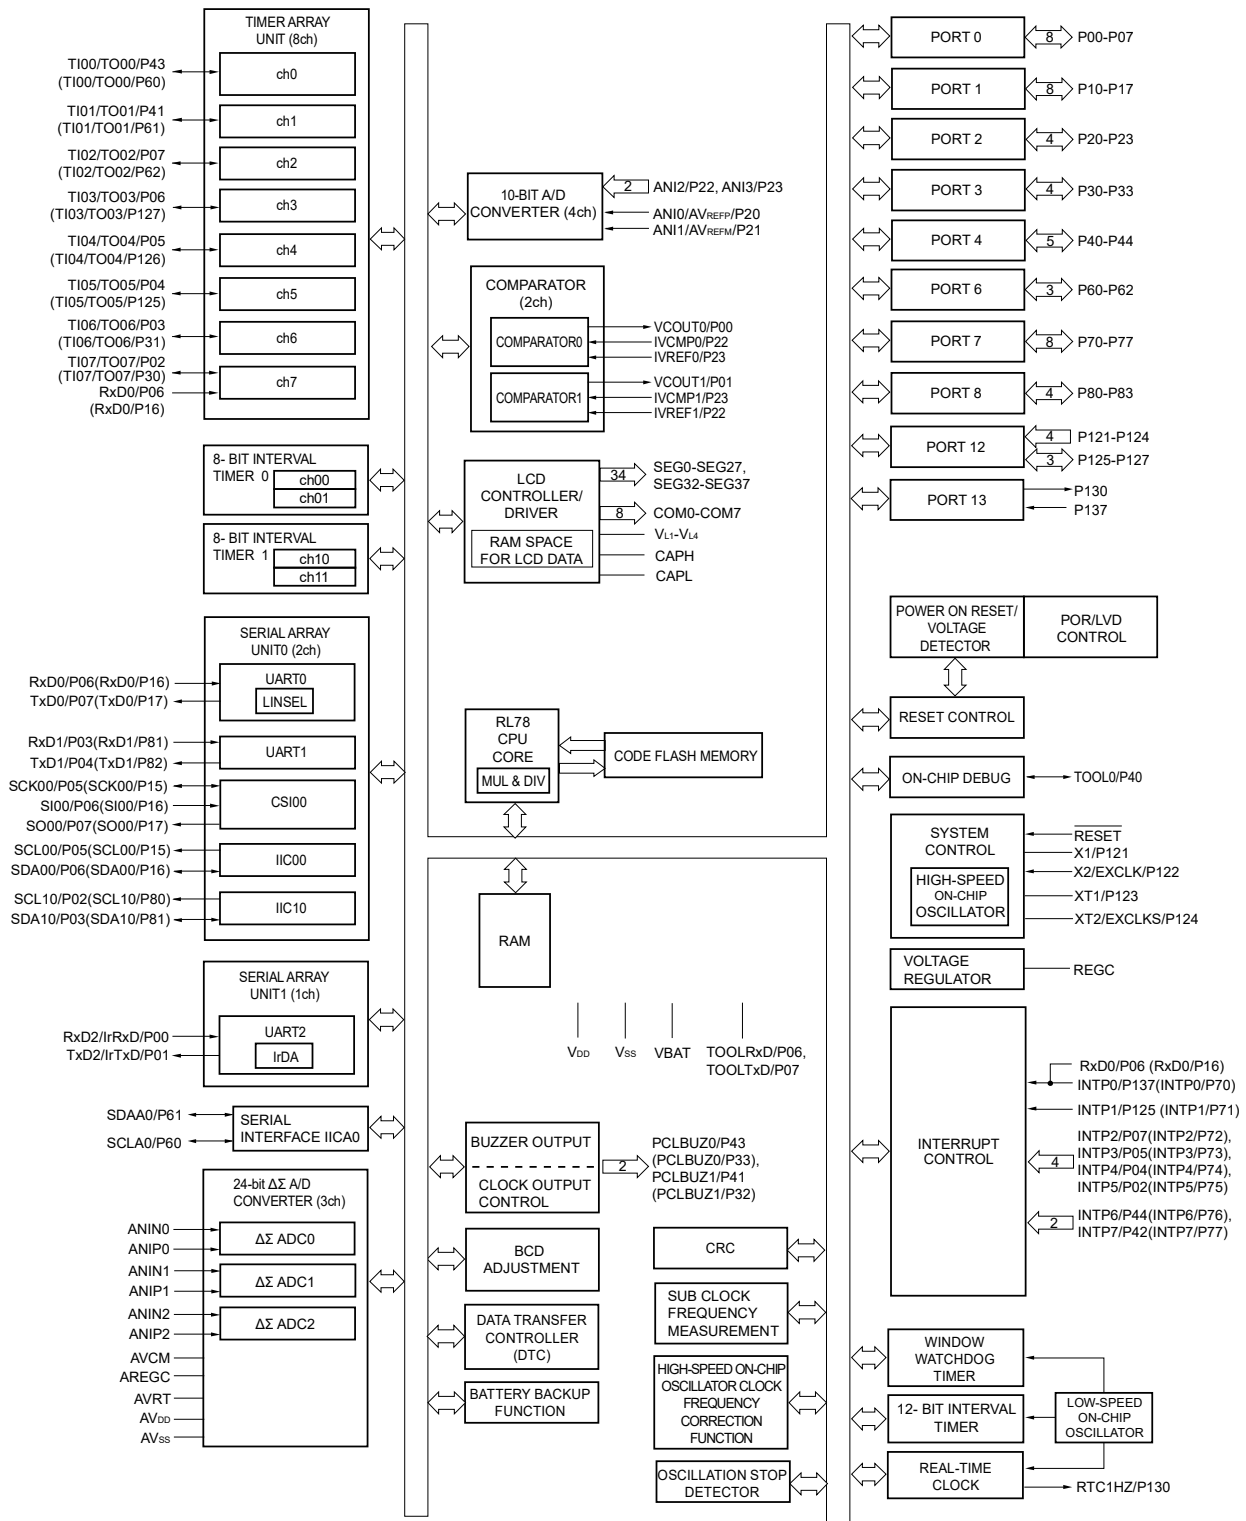 TIMER ARRAY
UNIT (8ch)
TI00/TO00/P43
(TI00/TO00/P60)
ch0
TI01/TO01/P41
(TI01/TO01/P61)
ch1
TI02/TO02/P07
(TI02/TO02/P62)
ch2
TI03/TO03/P06
(TI03/TO03/P127)
ch3
TI04/TO04/P05
(TI04/TO04/P126)
ch4
TI05/TO05/P04
(TI05/TO05/P125)
ch5
TI06/TO06/P03
(TI06/TO06/P31)
ch6
TI07/TO07/P02
(TI07/TO07/P30)
RxD0/P06
(RxD0/P16)
ch7
8- BIT INTERVAL
TIMER 0
ch00
ch01
8- BIT INTERVAL
TIMER 1
ch10
ch11
SERIAL ARRAY
UNIT0 (2ch)
RxD0/P06(RxD0/P16)
TxD0/P07(TxD0/P17)
UART0
LINSEL
RxD1/P03(RxD1/P81)
TxD1/P04(TxD1/P82)
UART1
SCK00/P05(SCK00/P15)
SI00/P06(SI00/P16)
SO00/P07(SO00/P17)
CSI00
SCL00/P05(SCL00/P15)
SDA00/P06(SDA00/P16)
IIC00
SCL10/P02(SCL10/P80)
SDA10/P03(SDA10/P81)
IIC10
SERIAL ARRAY
UNIT1 (1ch)
RxD2/IrRxD/P00
TxD2/IrTxD/P01
UART2
IrDA
SDAA0/P61
SCLA0/P60
SERIAL
INTERFACE IICA0
24-bit ΔΣ A/D
CONVERTER (3ch)
ANIN0
ANIP0
ΔΣ ADC0
ANIN1
ANIP1
ΔΣ ADC1
ANIN2
ANIP2
ΔΣ ADC2
AVCM
AREGC
AVRT
AVDD
AVSS
10-BIT A/D
CONVERTER (4ch)
2
ANI2/P22, ANI3/P23
ANI0/AVREFP/P20
ANI1/AVREFM/P21
COMPARATOR
(2ch)
COMPARATOR0
VCOUT0/P00
IVCMP0/P22
IVREF0/P23
COMPARATOR1
VCOUT1/P01
IVCMP1/P23
IVREF1/P22
LCD
CONTROLLER/
DRIVER
RAM SPACE
FOR LCD DATA
34
SEG0-SEG27,
SEG32-SEG37
8
COM0-COM7
VL1-VL4
CAPH
CAPL
RL78
CPU
CORE
MUL & DIV
CODE FLASH MEMORY
RAM
VDD
VSS
VBAT
TOOLRxD/P06,
TOOLTxD/P07
BUZZER OUTPUT
CLOCK OUTPUT
CONTROL
2
PCLBUZ0/P43
(PCLBUZ0/P33),
PCLBUZ1/P41
(PCLBUZ1/P32)
BCD
ADJUSTMENT
DATA TRANSFER
CONTROLLER
(DTC)
BATTERY BACKUP
FUNCTION
CRC
SUB CLOCK
FREQUENCY
MEASUREMENT
HIGH-SPEED ON-CHIP
OSCILLATOR CLOCK
FREQUENCY
CORRECTION
FUNCTION
OSCILLATION STOP
DETECTOR
PORT 0
8
P00-P07
PORT 1
8
P10-P17
PORT 2
4
P20-P23
PORT 3
4
P30-P33
PORT 4
5
P40-P44
PORT 6
3
P60-P62
PORT 7
8
P70-P77
PORT 8
4
P80-P83
PORT 12
4
P121-P124
3
P125-P127
PORT 13
P130
P137
POWER ON RESET/
VOLTAGE
DETECTOR
POR/LVD
CONTROL
RESET CONTROL
ON-CHIP DEBUG
TOOL0/P40
SYSTEM
CONTROL
HIGH-SPEED
ON-CHIP
OSCILLATOR
RESET
X1/P121
X2/EXCLK/P122
XT1/P123
XT2/EXCLKS/P124
VOLTAGE
REGULATOR
REGC
INTERRUPT
CONTROL
RxD0/P06 (RxD0/P16)
INTP0/P137(INTP0/P70)
INTP1/P125 (INTP1/P71)
4
INTP2/P07(INTP2/P72),
INTP3/P05(INTP3/P73),
INTP4/P04(INTP4/P74),
INTP5/P02(INTP5/P75)
2
INTP6/P44(INTP6/P76),
INTP7/P42(INTP7/P77)
WINDOW
WATCHDOG
TIMER
12- BIT INTERVAL
TIMER
LOW-SPEED
ON-CHIP
OSCILLATOR
REAL-TIME
CLOCK
RTC1HZ/P130